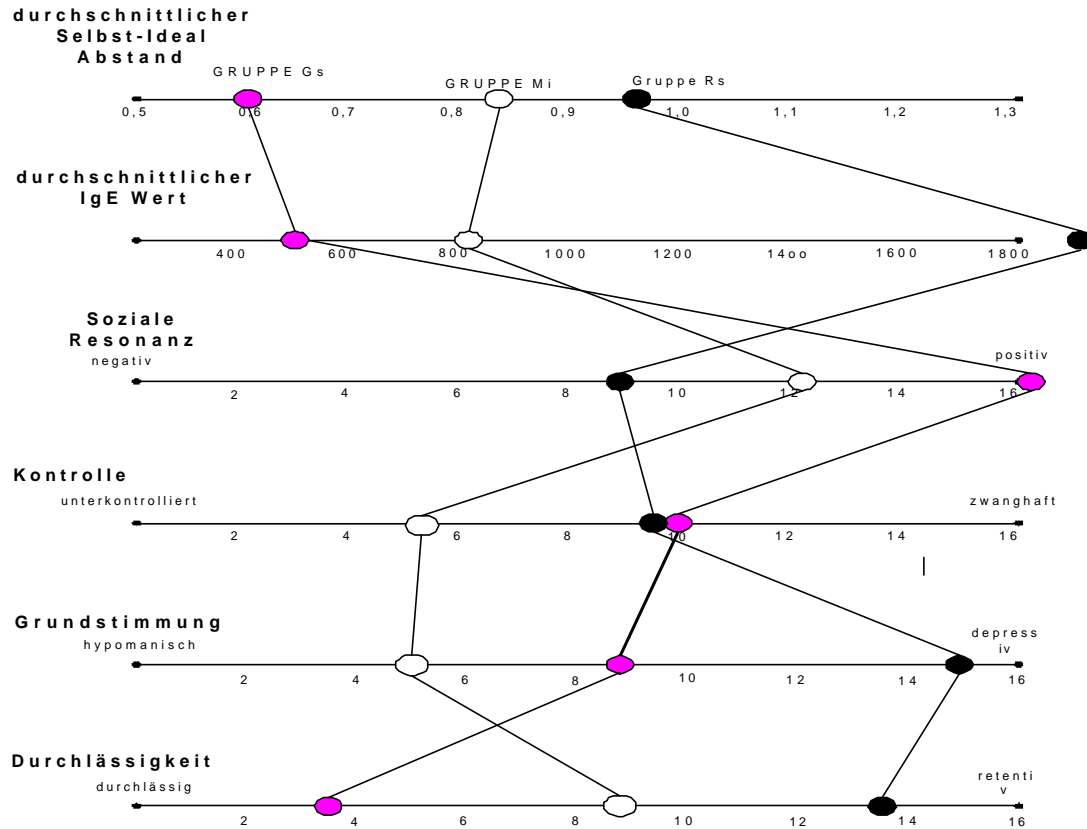 durchschnittlicher
Selbst-Ideal
Abstand
GRUPPE Gs
GRUPPE Mi
Gruppe Rs
0,5 0,6 0,7 0,8 0,9 1,0 1,1 1,2 1,3
durchschnittlicher
IgE Wert
400 600 800 1000 1200 14oo 1600 1800
Soziale
Resonanz
negativ positiv
2 4 6 8 10 12 14 16
Kontrolle
unterkontrolliert zwanghaft
2 4 6 8 10 12 14 16
Grundstimmung
hypomanisch depress
iv
2 4 6 8 10 12 14 16
Durchlässigkeit
durchlässig retenti
v
2 4 6 8 10 12 14 16